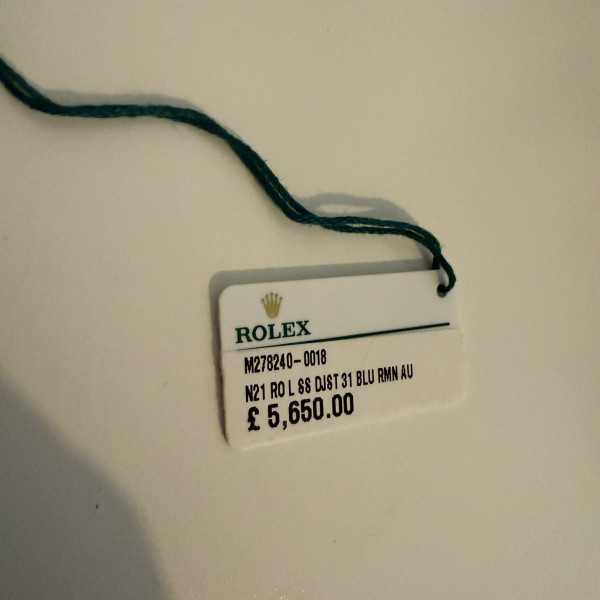 ROLEX
M278240-0018
N21 RO L SS DJST 31 BLU RMN AU
£ 5,650.00